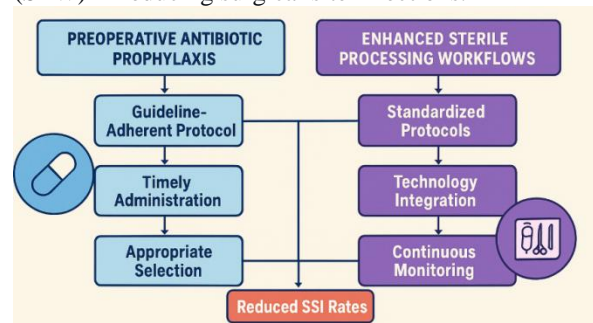 (SPW) in reducing surgical site infections.
PREOPERATIVE ANTIBIOTIC
PROPHYLAXIS
Guideline-
Adherent Protocol
Timely
Administration
Appropriate
Selection
ENHANCED STERILE
PROCESSING WORKFLOWS
Standardized
Protocols
Technology
Integration
Continuous
Monitoring
Reduced SSI Rates